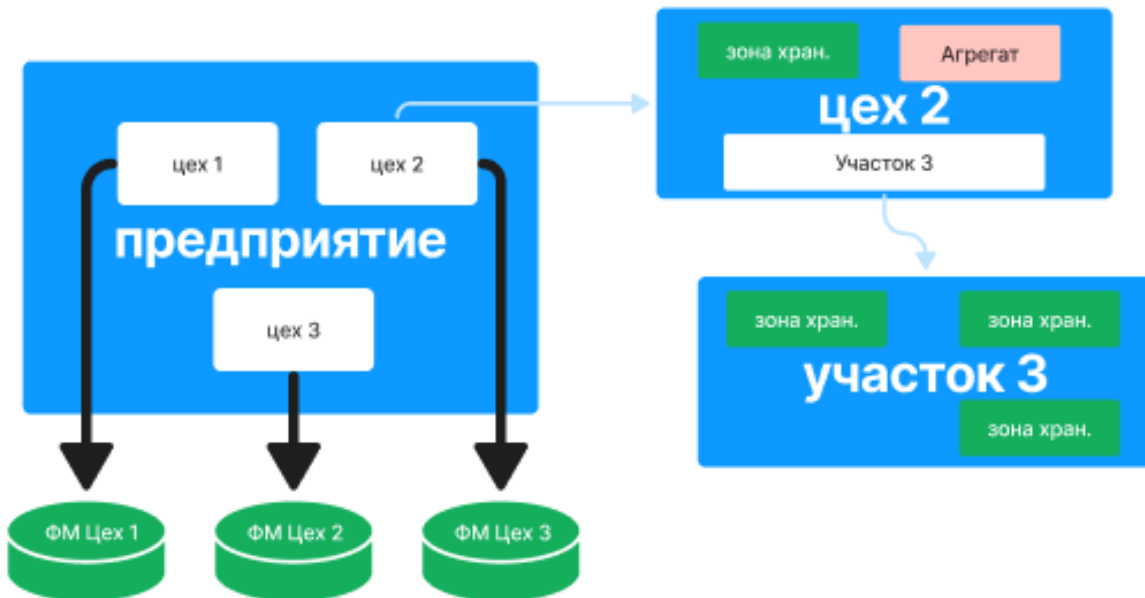 цех 1
цех 2
предприятие
цех 3
ФМ Цех 1
ФМ Цех 2
ФМ Цех 3
зона хран.
Агрегат
цех 2
Участок 3
зона хран.
зона хран.
участок 3
зона хран.